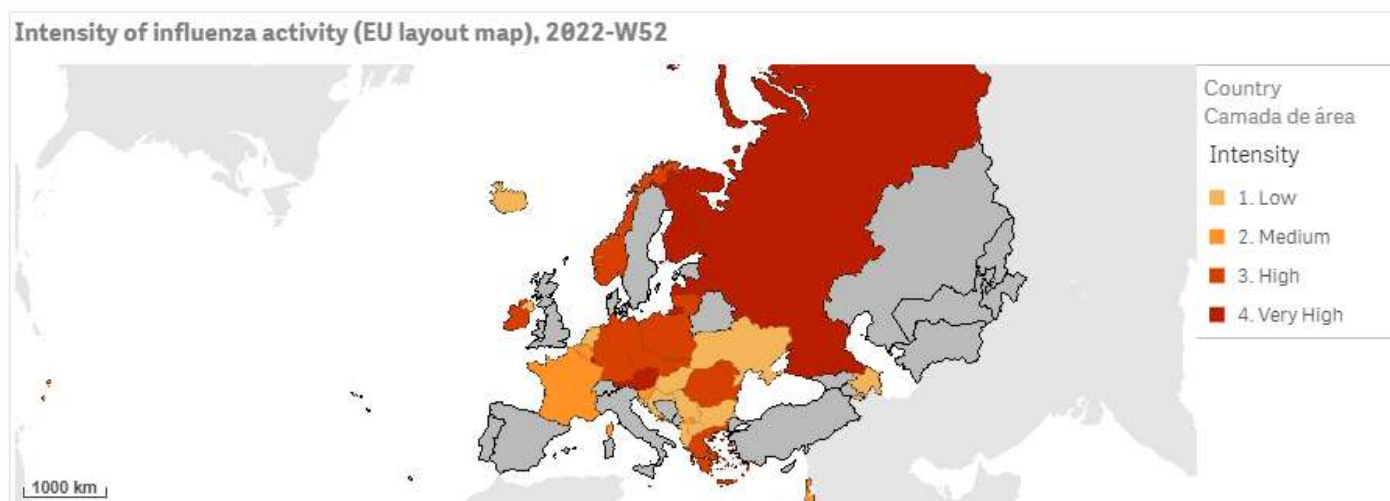 Intensity of influenza activity (EU layout map), 2022-W52
Country
Camada de área
Intensity
1. Low
2. Medium
3. High
4. Very High
1000 km